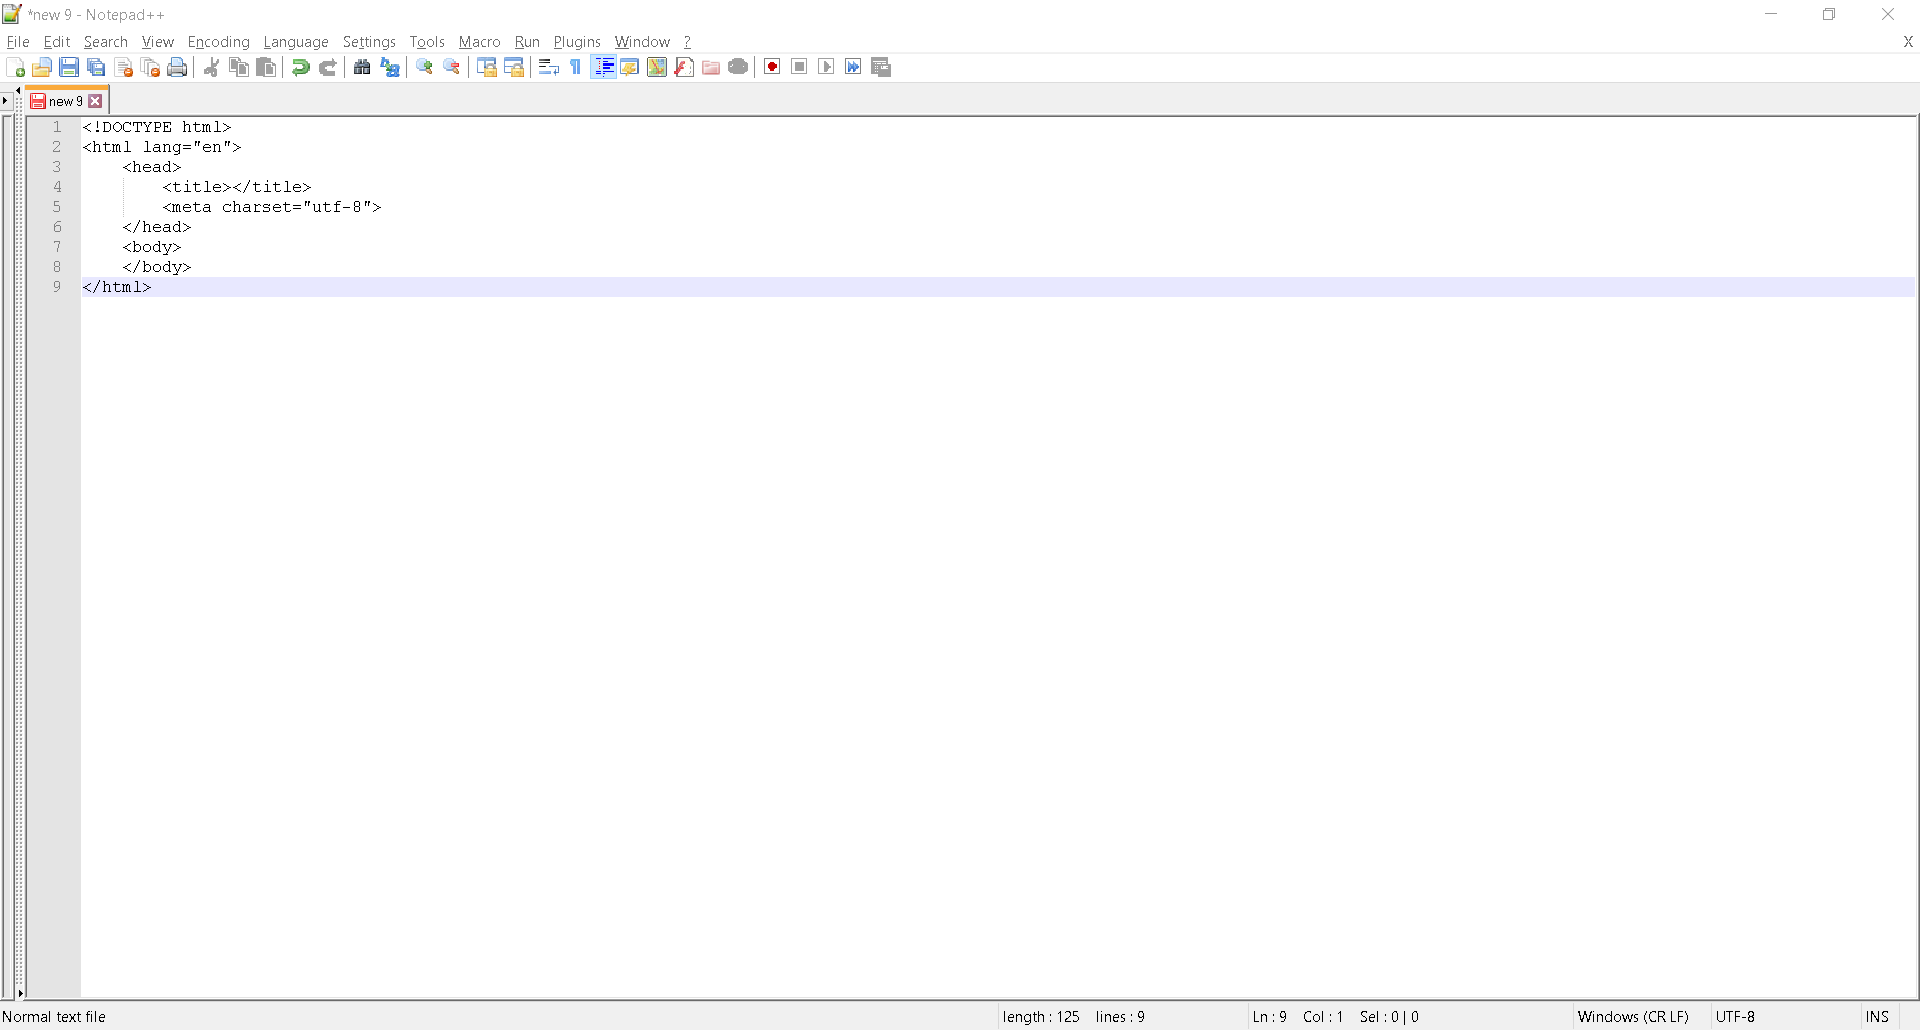 *new 9 - Notepad++
File Edit Search View Encoding Language Settings Tools Macro Run Plugins Window ? X
new 9
1 <!DOCTYPE html>
2 <html lang="en">
3     <head>
4         <title></title>
5         <meta charset="utf-8">
6     </head>
7     <body>
8     </body>
9 </html>
Normal text file length : 125 lines : 9 Ln : 9 Col : 1 Sel : 0 | 0 Windows (CR LF) UTF-8 INS